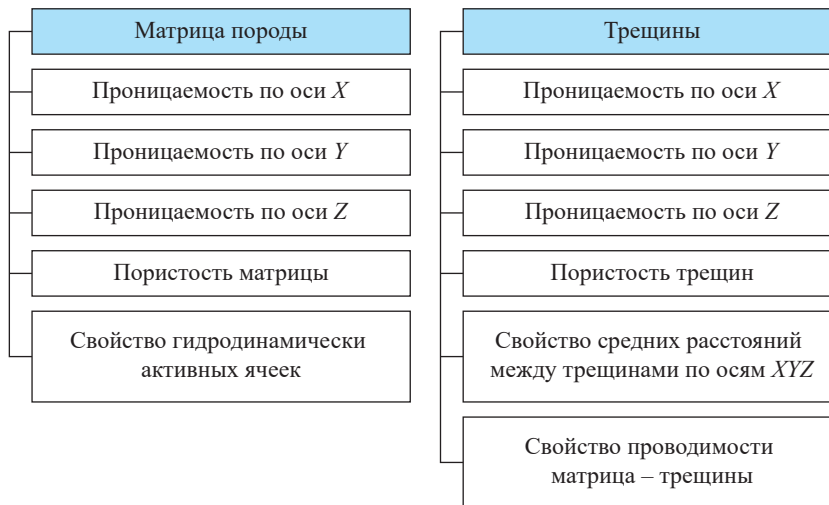 Матрица породы
Проницаемость по оси X
Проницаемость по оси Y
Проницаемость по оси Z
Пористость матрицы
Свойство гидродинамически
активных ячеек
Трещины
Проницаемость по оси X
Проницаемость по оси Y
Проницаемость по оси Z
Пористость трещин
Свойство средних расстояний
между трещинами по осям XYZ
Свойство проводимости
матрица – трещины